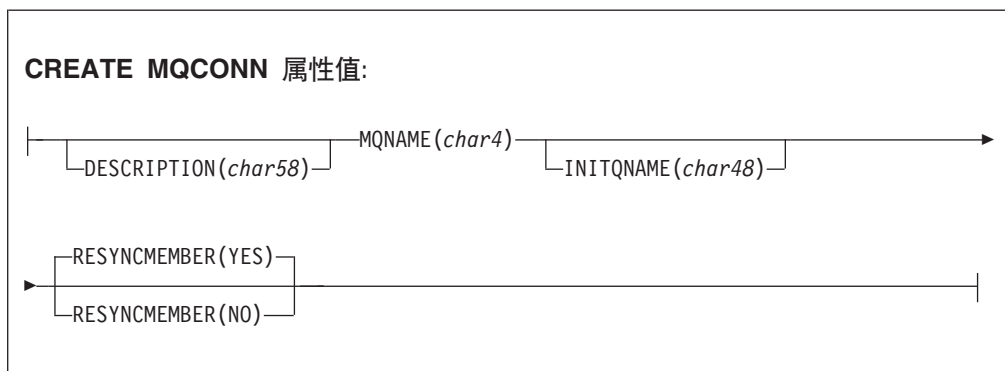 CREATE MQCONN 属性值:
MQNAME(char4)
DESCRIPTION(char58) INITQNAME(char48)
RESYNCMEMBER(YES)
RESYNCMEMBER(NO)